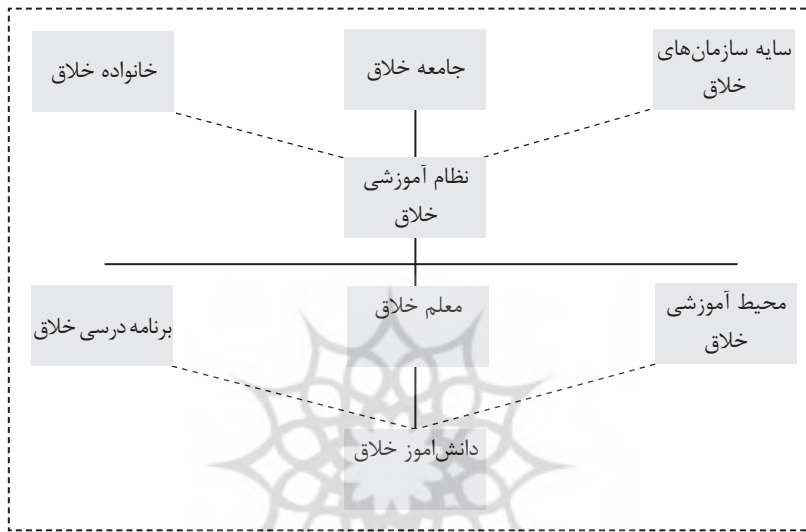 سایه سازمان‌های
خلاق
جامعه خلاق
خانواده خلاق
نظام آموزشی
خلاق
محیط آموزشی
خلاق
معلم خلاق
برنامه درسی خلاق
دانش‌اموز خلاق